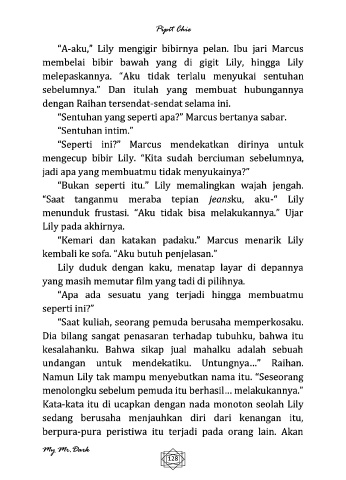 Pipit Chie
“A-aku,” Lily mengigir bibirnya pelan. Ibu jari Marcus
membelai bibir bawah yang di gigit Lily, hingga Lily
melepaskannya. “Aku tidak terlalu menyukai sentuhan
sebelumnya.” Dan itulah yang membuat hubungannya
dengan Raihan tersendat-sendat selama ini.
“Sentuhan yang seperti apa?” Marcus bertanya sabar.
“Sentuhan intim.”
“Seperti ini?” Marcus mendekatkan dirinya untuk
mengecup bibir Lily. “Kita sudah berciuman sebelumnya,
jadi apa yang membuatmu tidak menyukainya?”
“Bukan seperti itu.” Lily memalingkan wajah jengah.
“Saat tanganmu meraba tepian jeansku, aku-“ Lily
menunduk frustasi. “Aku tidak bisa melakukannya.” Ujar
Lily pada akhirnya.
“Kemari dan katakan padaku.” Marcus menarik Lily
kembali ke sofa. “Aku butuh penjelasan.”
Lily duduk dengan kaku, menatap layar di depannya
yang masih memutar film yang tadi di pilihnya.
“Apa ada sesuatu yang terjadi hingga membuatmu
seperti ini?”
“Saat kuliah, seorang pemuda berusaha memperkosaku.
Dia bilang sangat penasaran terhadap tubuhku, bahwa itu
kesalahanku. Bahwa sikap jual mahalku adalah sebuah
undangan untuk mendekatiku. Untungnya...” Raihan.
Namun Lily tak mampu menyebutkan nama itu. “Seseorang
menolongku sebelum pemuda itu berhasil... melakukannya.”
Kata-kata itu di ucapkan dengan nada monoton seolah Lily
sedang berusaha menjauhkan diri dari kenangan itu,
berpura-pura peristiwa itu terjadi pada orang lain. Akan
My Mr. Dark
128